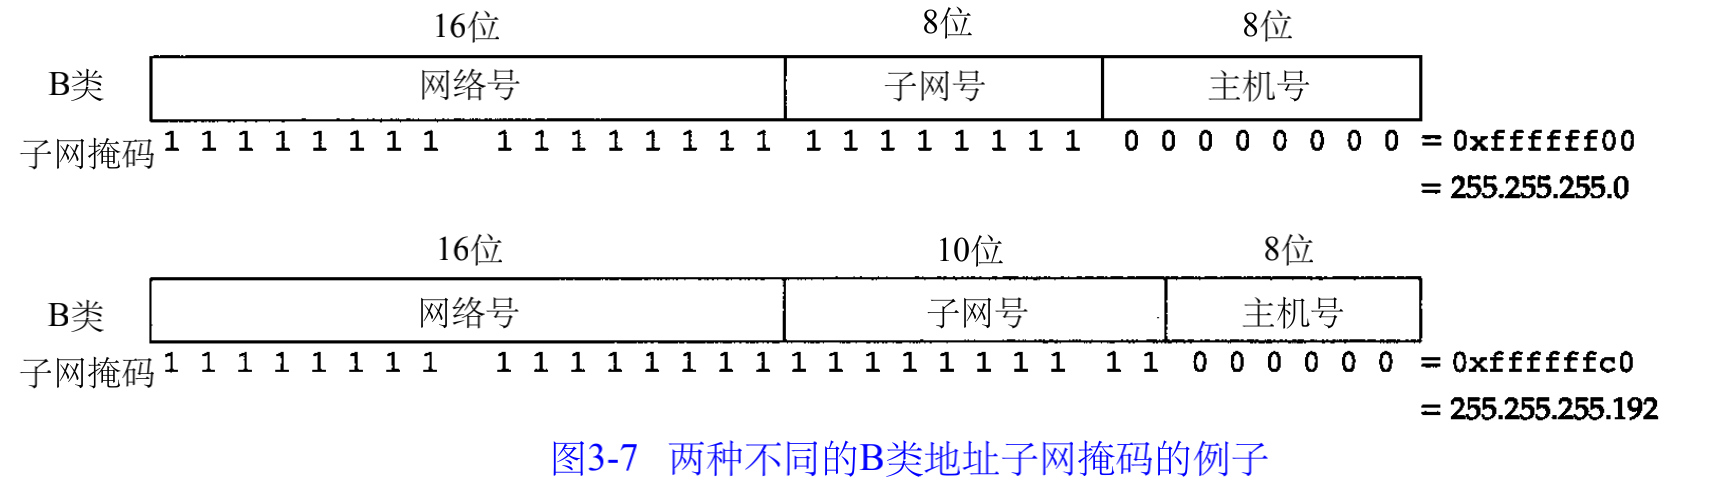 16位 8位 8位
B类 网络号 子网号 主机号
子网掩码 1 1 1 1 1 1 1 1 1 1 1 1 1 1 1 1 1 1 1 1 1 1 1 1 0 0 0 0 0 0 0 0 = 0xffffff00
= 255.255.255.0
16位 10位 8位
B类 网络号 子网号 主机号
子网掩码 1 1 1 1 1 1 1 1 1 1 1 1 1 1 1 1 1 1 1 1 1 1 1 1 1 1 0 0 0 0 0 0 = 0xffffffc0
= 255.255.255.192
图3-7 两种不同的B类地址子网掩码的例子